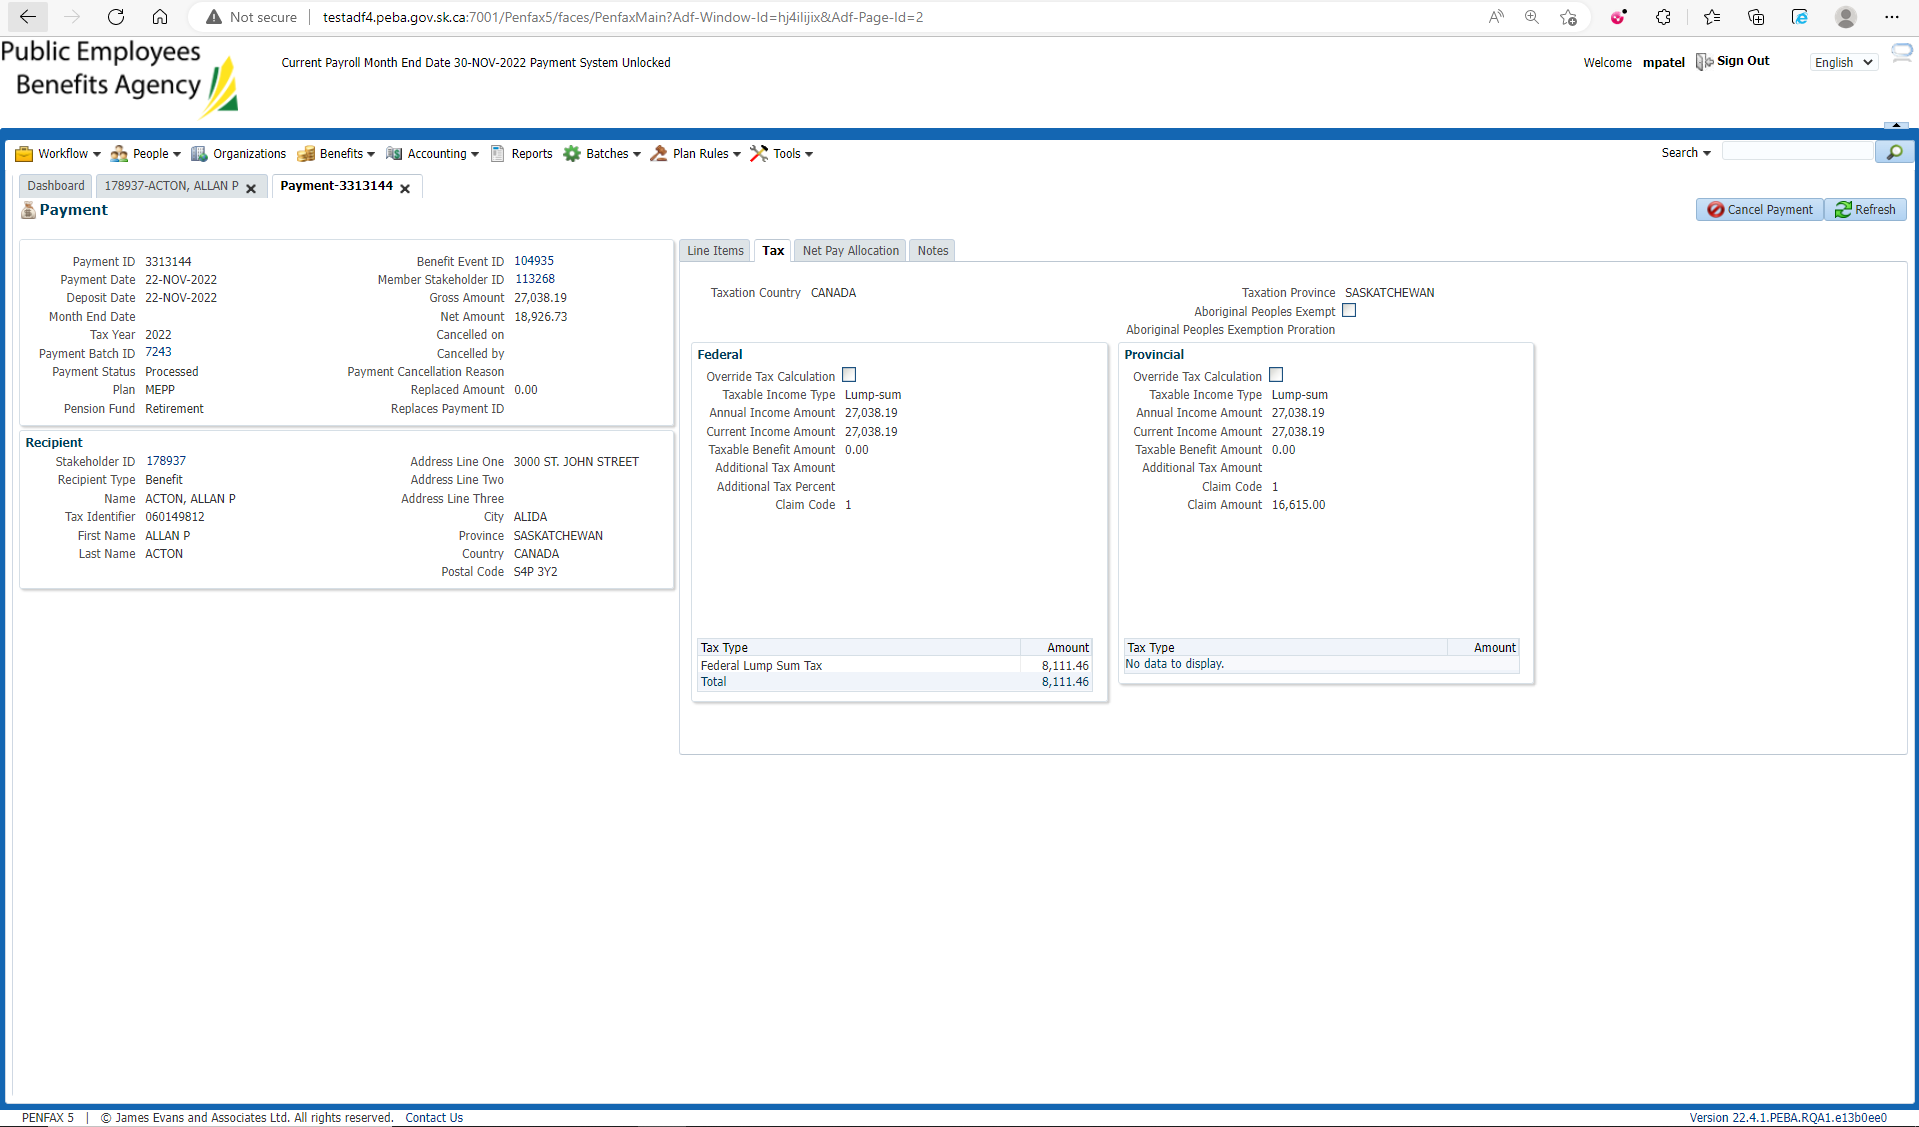 Not secure | testadf4.peba.gov.sk.ca:7001/Penfax5/faces/PenfaxMain?Adf-Window-Id=hj4ilijix&Adf-Page-Id=2
Public Employees
Benefits Agency
Current Payroll Month End Date 30-NOV-2022 Payment System Unlocked
Welcome mpatel Sign Out English
Workflow People Organizations Benefits Accounting Reports Batches Plan Rules Tools Search
Dashboard 178937-ACTON, ALLAN P Payment-3313144
Payment
Cancel Payment Refresh
Payment ID 3313144 Benefit Event ID 104935
Payment Date 22-NOV-2022 Member Stakeholder ID 113268
Deposit Date 22-NOV-2022 Gross Amount 27,038.19
Month End Date Net Amount 18,926.73
Tax Year 2022 Cancelled on
Payment Batch ID 7243 Cancelled by
Payment Status Processed Payment Cancellation Reason
Plan MEPP Replaced Amount 0.00
Pension Fund Retirement Replaces Payment ID
Recipient
Stakeholder ID 178937 Address Line One 3000 ST. JOHN STREET
Recipient Type Benefit Address Line Two
Name ACTON, ALLAN P Address Line Three
Tax Identifier 060149812 City ALIDA
First Name ALLAN P Province SASKATCHEWAN
Last Name ACTON Country CANADA
Postal Code S4P 3Y2
Line Items Tax Net Pay Allocation Notes
Taxation Country CANADA Taxation Province SASKATCHEWAN
Aboriginal Peoples Exempt
Aboriginal Peoples Exemption Proration
Federal
Override Tax Calculation
Taxable Income Type Lump-sum
Annual Income Amount 27,038.19
Current Income Amount 27,038.19
Taxable Benefit Amount 0.00
Additional Tax Amount
Additional Tax Percent
Claim Code 1
Tax Type Amount
Federal Lump Sum Tax 8,111.46
Total 8,111.46
Provincial
Override Tax Calculation
Taxable Income Type Lump-sum
Annual Income Amount 27,038.19
Current Income Amount 27,038.19
Taxable Benefit Amount 0.00
Additional Tax Amount
Claim Code 1
Claim Amount 16,615.00
Tax Type Amount
No data to display.
PENFAX 5 | © James Evans and Associates Ltd. All rights reserved. Contact Us
Version 22.4.1.PEBA.RQA1.e13b0ee0